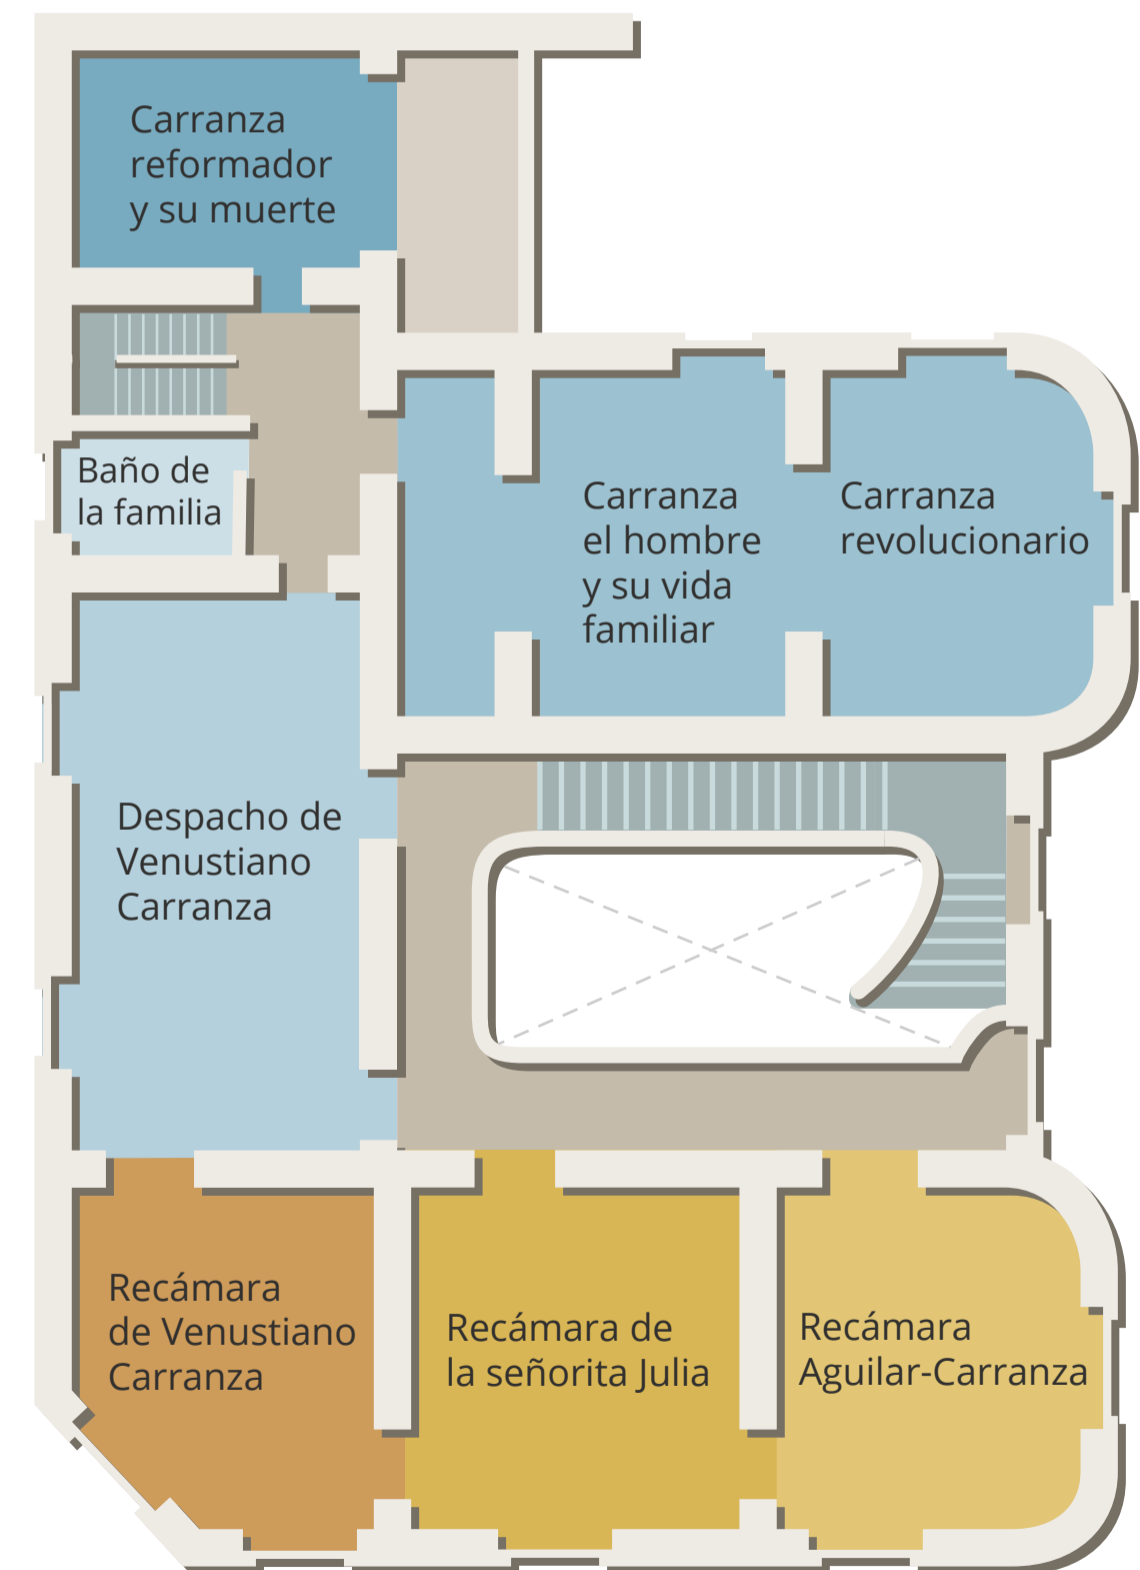 Carranza
reformador
y su muerte
Baño de
la familia
Carranza
el hombre
y su vida
familiar
Carranza
revolucionario
Despacho de
Venustiano
Carranza
Recámara
de Venustiano
Carranza
Recámara de
la señorita Julia
Recámara
Aguilar-Carranza